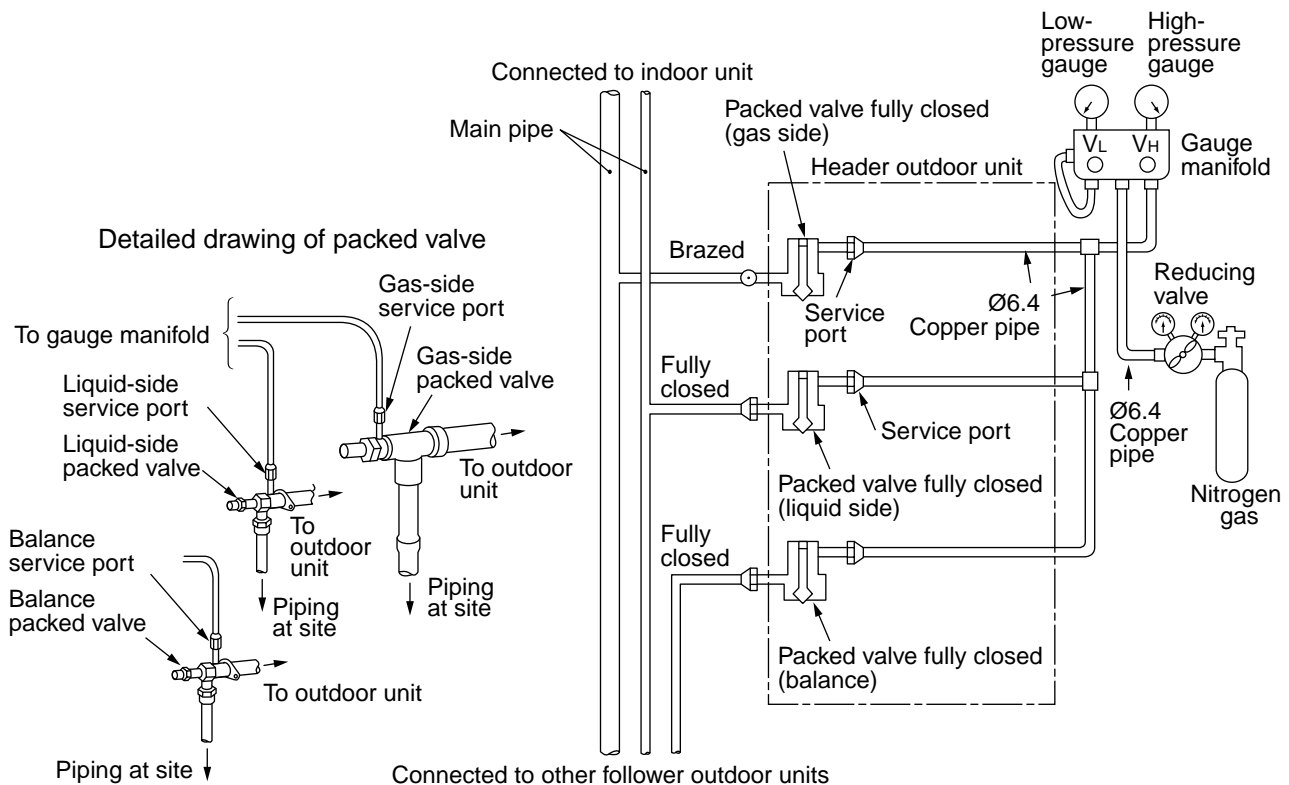 Low-
pressure
gauge
High-
pressure
gauge
Connected to indoor unit
Main pipe
Packed valve fully closed
(gas side)
VL
VH
Gauge
manifold
Header outdoor unit
Detailed drawing of packed valve
Brazed
Gas-side
service port
Service
port
Ø6.4
Copper pipe
Reducing
valve
To gauge manifold
Gas-side
packed valve
Liquid-side
service port
Liquid-side
packed valve
Fully
closed
Service port
Ø6.4
Copper
pipe
To outdoor
unit
Packed valve fully closed
(liquid side)
Nitrogen
gas
To
outdoor
unit
Balance
service port
Fully
closed
Balance
packed valve
Piping
at site
Piping
at site
Packed valve fully closed
(balance)
To outdoor unit
Piping at site
Connected to other follower outdoor units